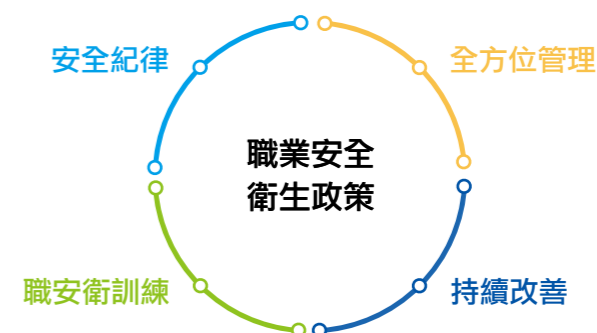 安全紀律
全方位管理
職業安全
衛生政策
職安衛訓練
持續改善